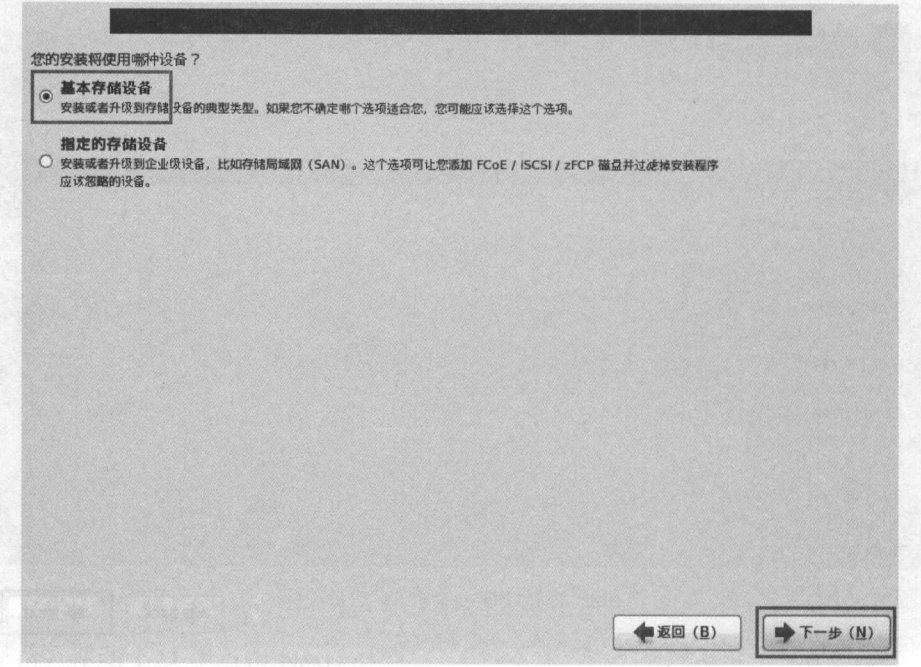 您的安装将使用哪种设备？
基本存储设备
安装或者升级到存储设备的典型类型。如果您不确定哪个选项适合您，您可能应该选择这个选项。
指定的存储设备
安装或者升级到企业级设备，比如存储局域网（SAN）。这个选项可让您添加 FCoE / iSCSI / zFCP 磁盘并过滤掉安装程序
应该忽略的设备。
返回（B） 下一步（N）